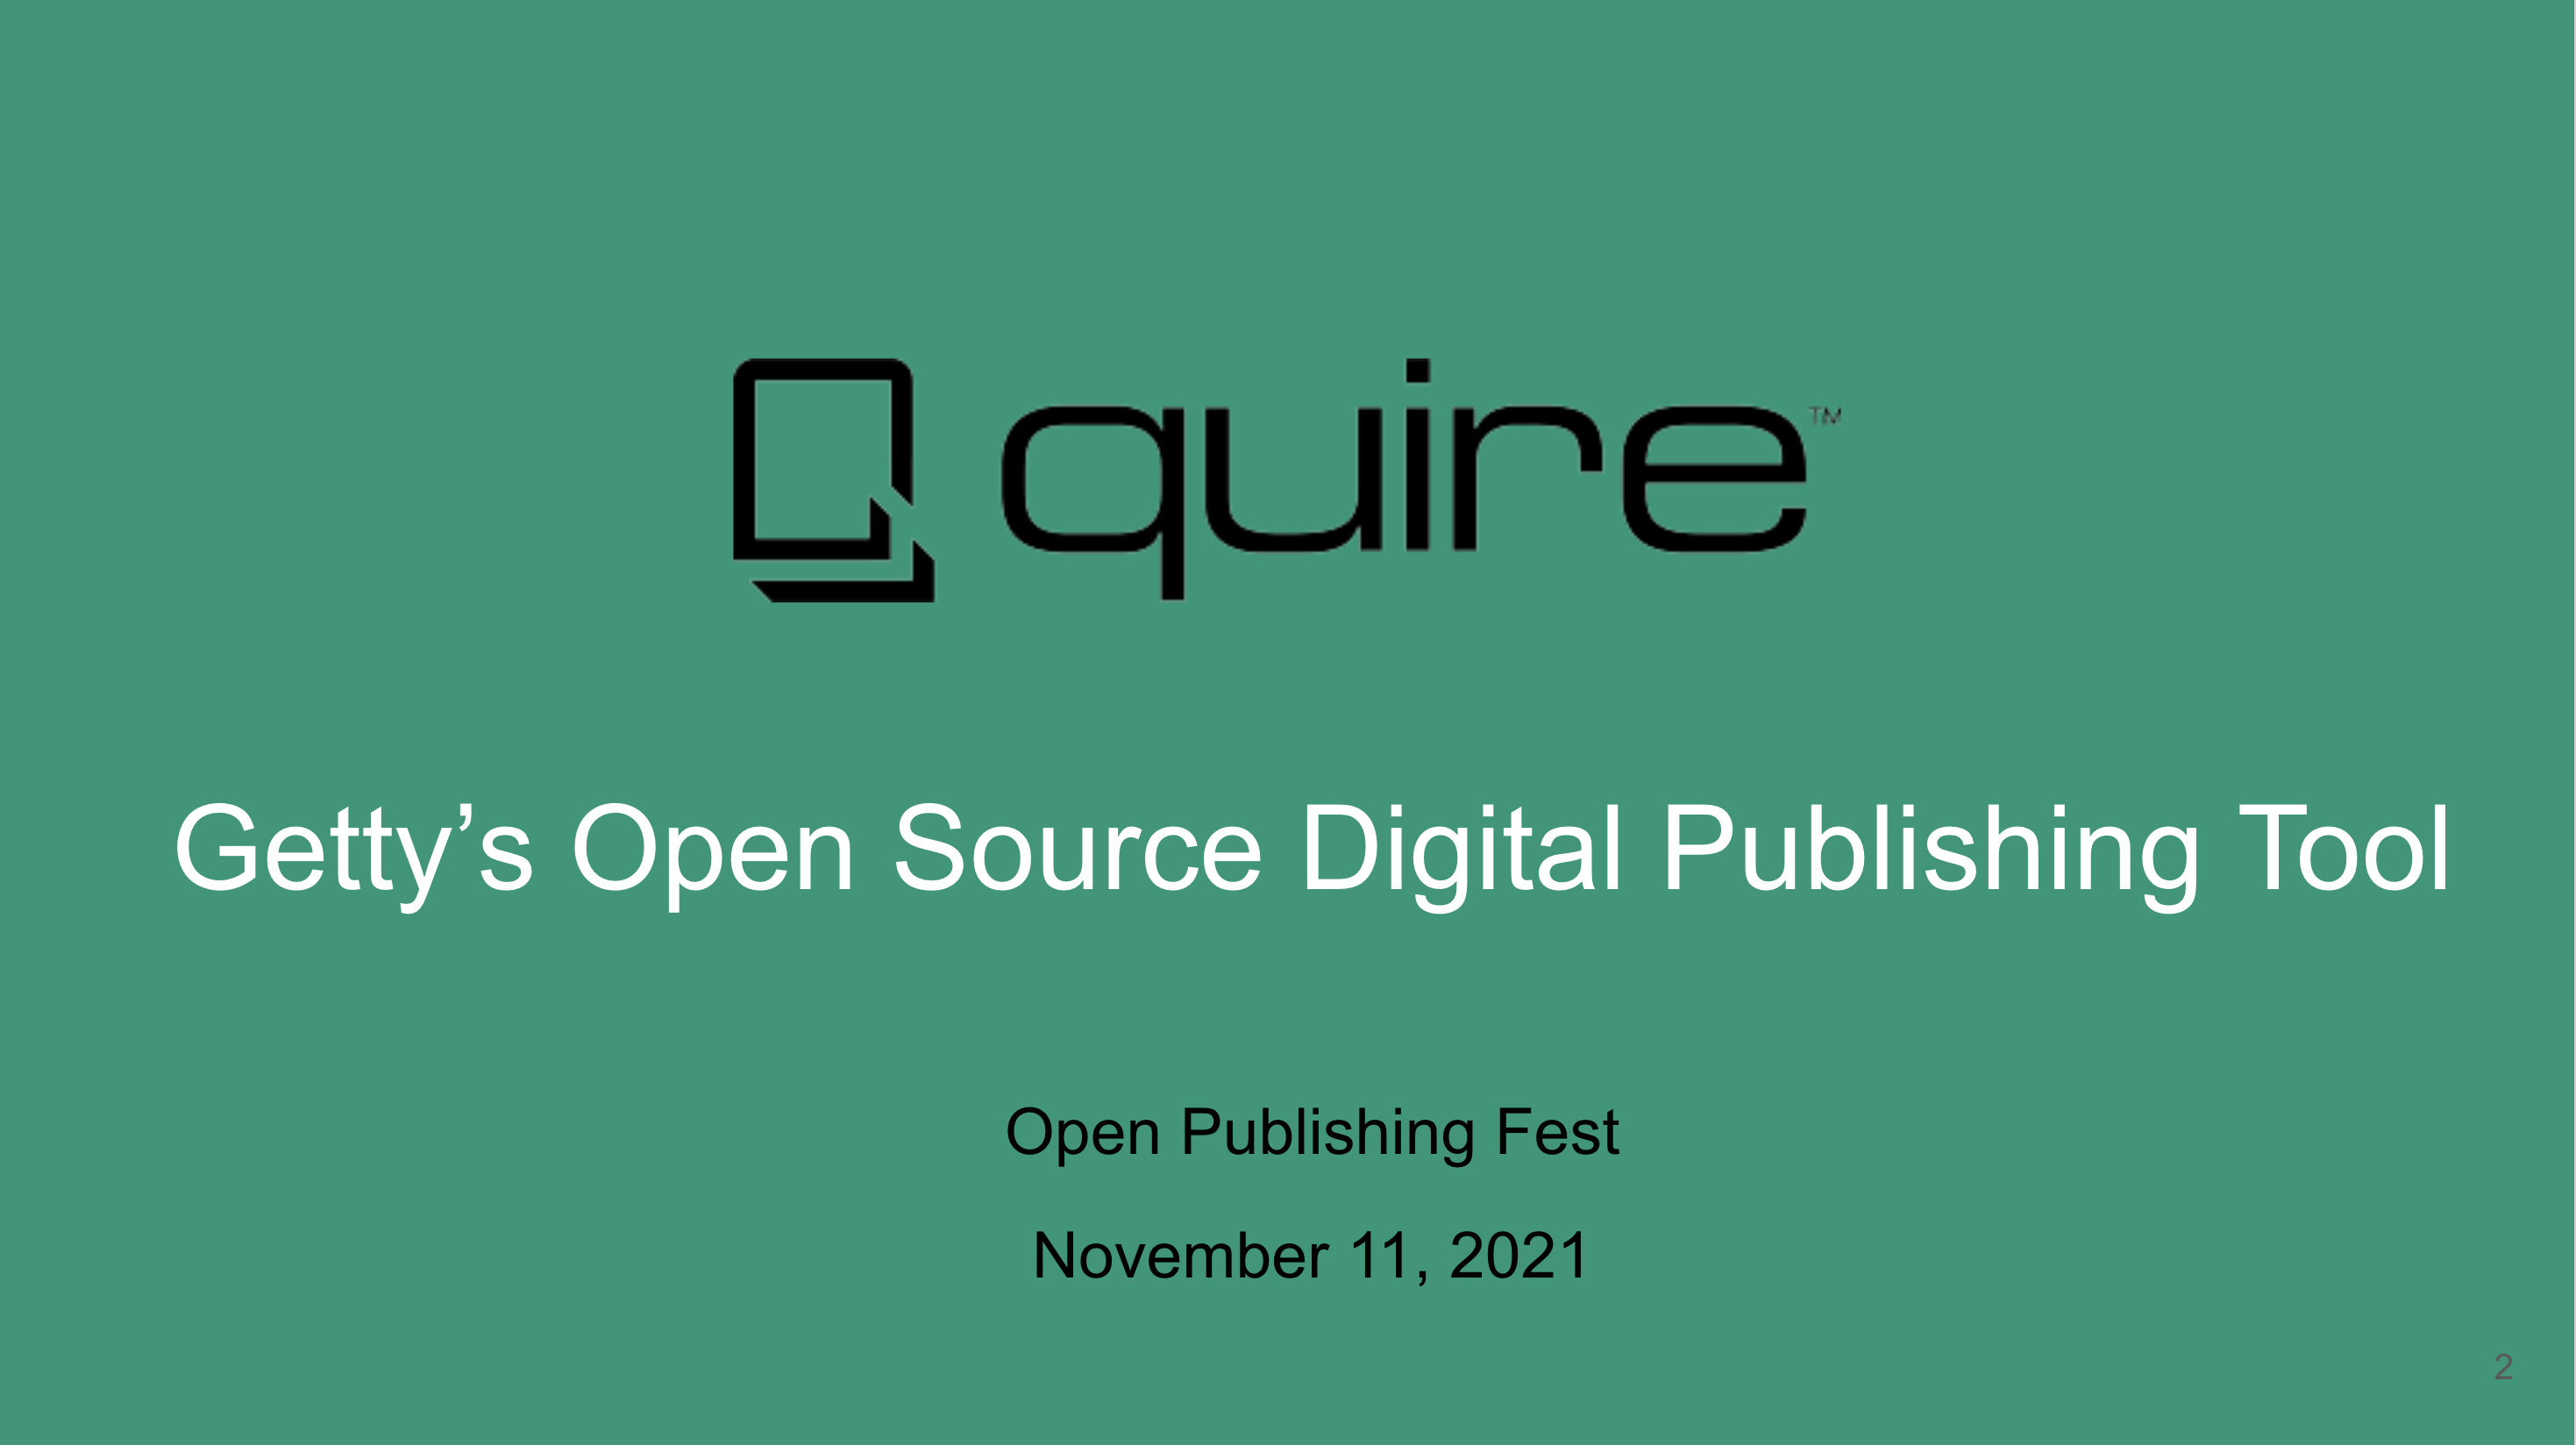 quire™
Getty’s Open Source Digital Publishing Tool
Open Publishing Fest
November 11, 2021
2